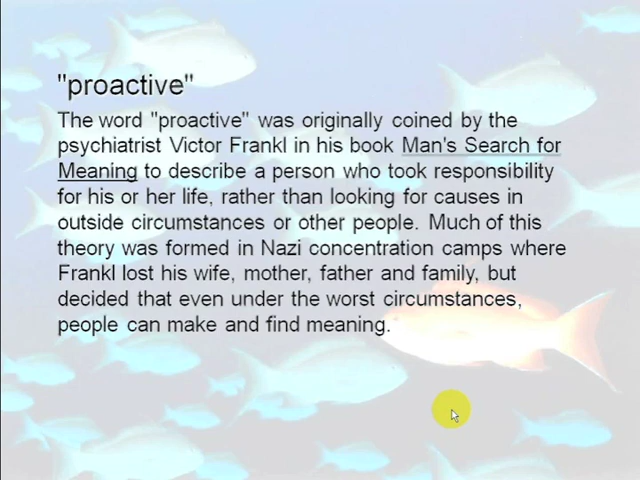 "proactive"
The word "proactive" was originally coined by the
psychiatrist Victor Frankl in his book Man's Search for
Meaning to describe a person who took responsibility
for his or her life, rather than looking for causes in
outside circumstances or other people. Much of this
theory was formed in Nazi concentration camps where
Frankl lost his wife, mother, father and family, but
decided that even under the worst circumstances,
people can make and find meaning.